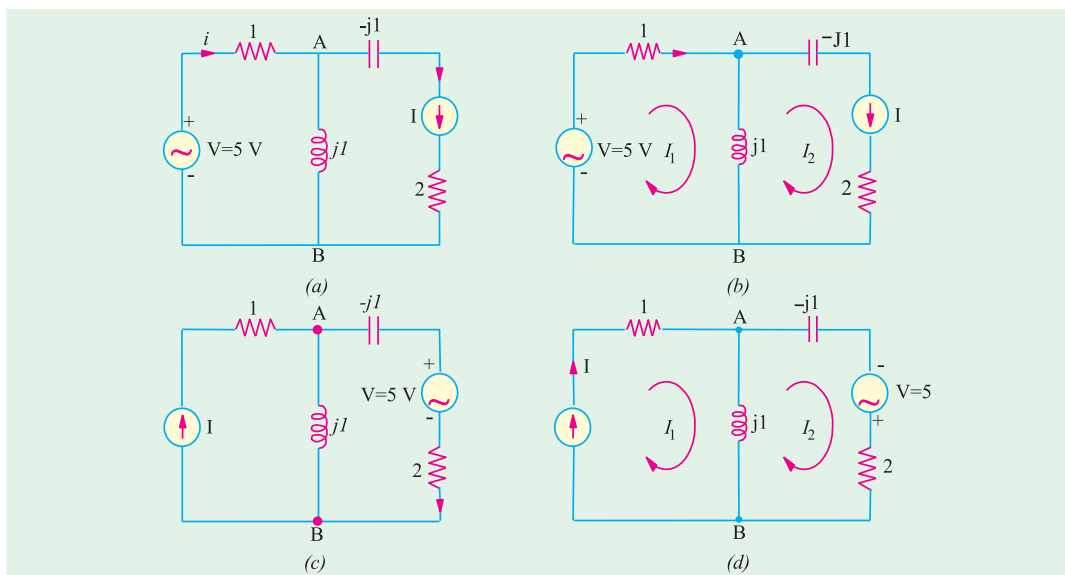 i 1 A -j1
+ V=5 V - j1 I 2
B
(a)
1 A -J1
+ V=5 V - I1 j1 I2 I 2
B
(b)
1 A -j1
I j1 + V=5 V - 2
B
(c)
1 A -j1
I I1 j1 I2 - V=5 + 2
B
(d)